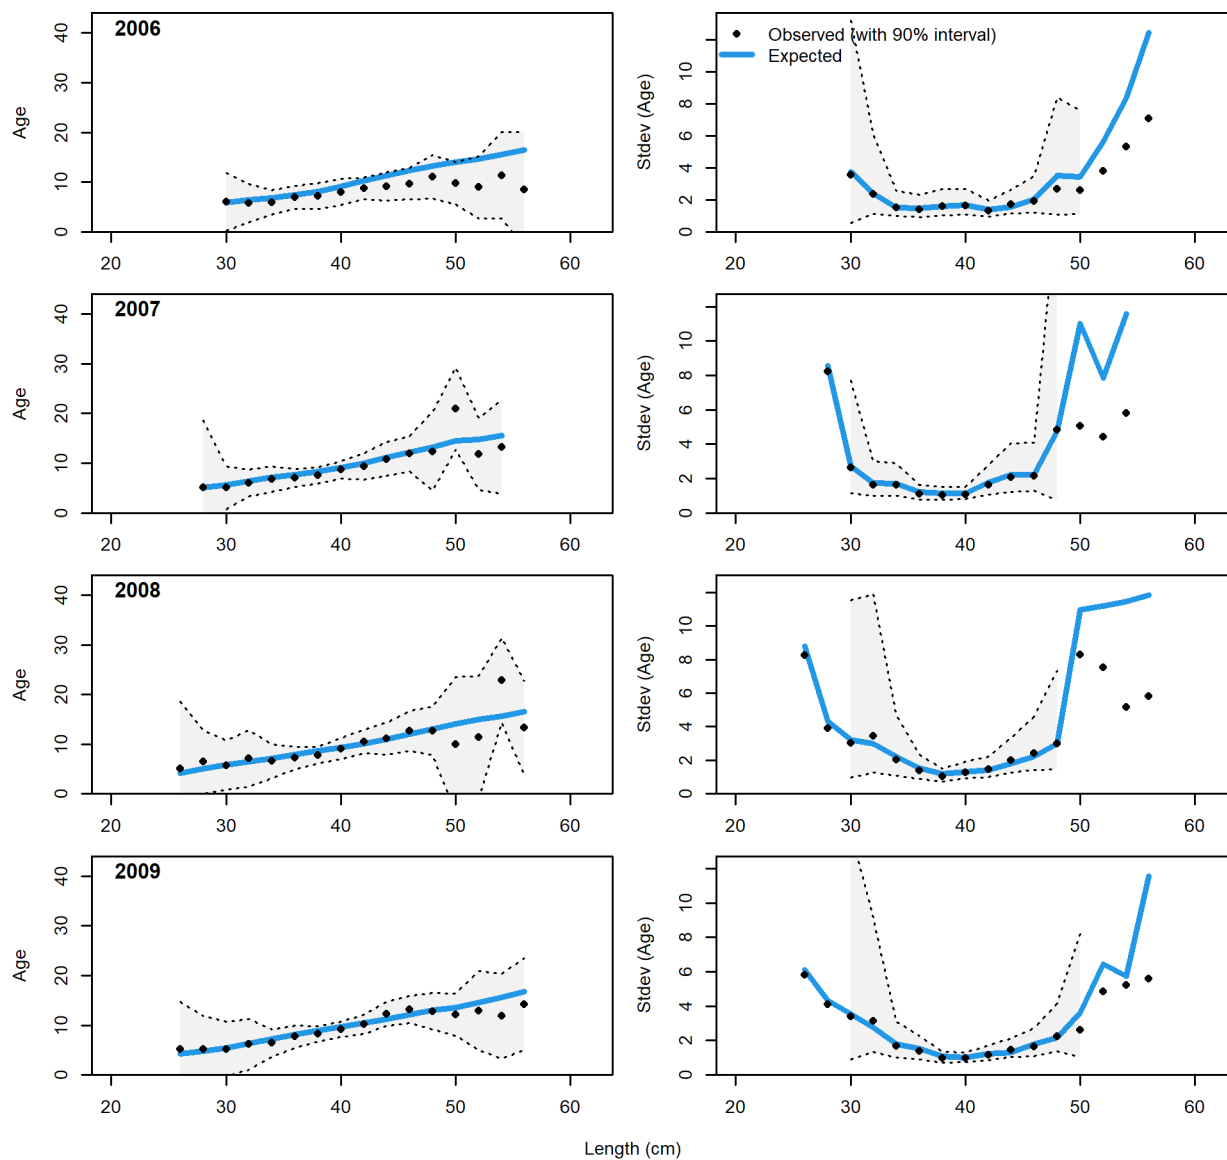 2006
Age
0 10 20 30 40
20 30 40 50 60
Observed (with 90% interval)
Expected
Stdev (Age)
0 2 4 6 8 10
20 30 40 50 60
2007
Age
0 10 20 30 40
20 30 40 50 60
Stdev (Age)
0 2 4 6 8 10
20 30 40 50 60
2008
Age
0 10 20 30 40
20 30 40 50 60
Stdev (Age)
0 2 4 6 8 10
20 30 40 50 60
2009
Age
0 10 20 30 40
20 30 40 50 60
Stdev (Age)
0 2 4 6 8 10
20 30 40 50 60
Length (cm)